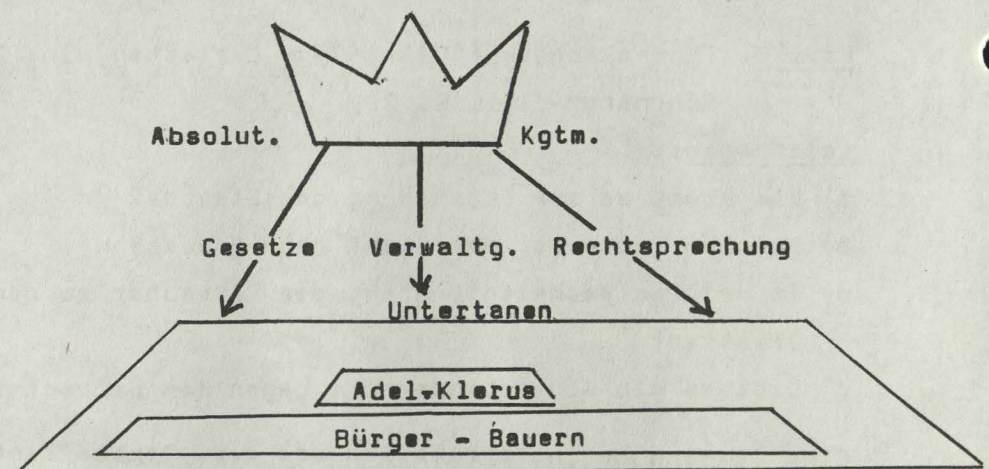 Absolut. Kgtm.
Gesetze Verwaltg. Rechtsprechung
Untertanen
Adel-Klerus
Bürger - Bauern